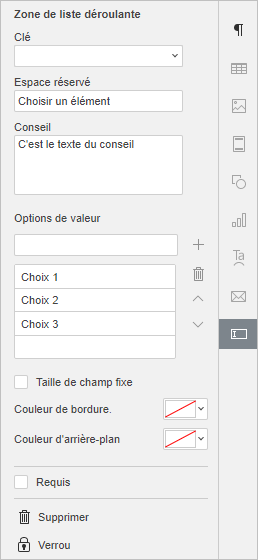 Zone de liste déroulante
Clé
Espace réservé
Choisir un élément
Conseil
C'est le texte du conseil
Options de valeur
Choix 1
Choix 2
Choix 3
Taille de champ fixe
Couleur de bordure.
Couleur d'arrière-plan
Requis
Supprimer
Verrou
Ta